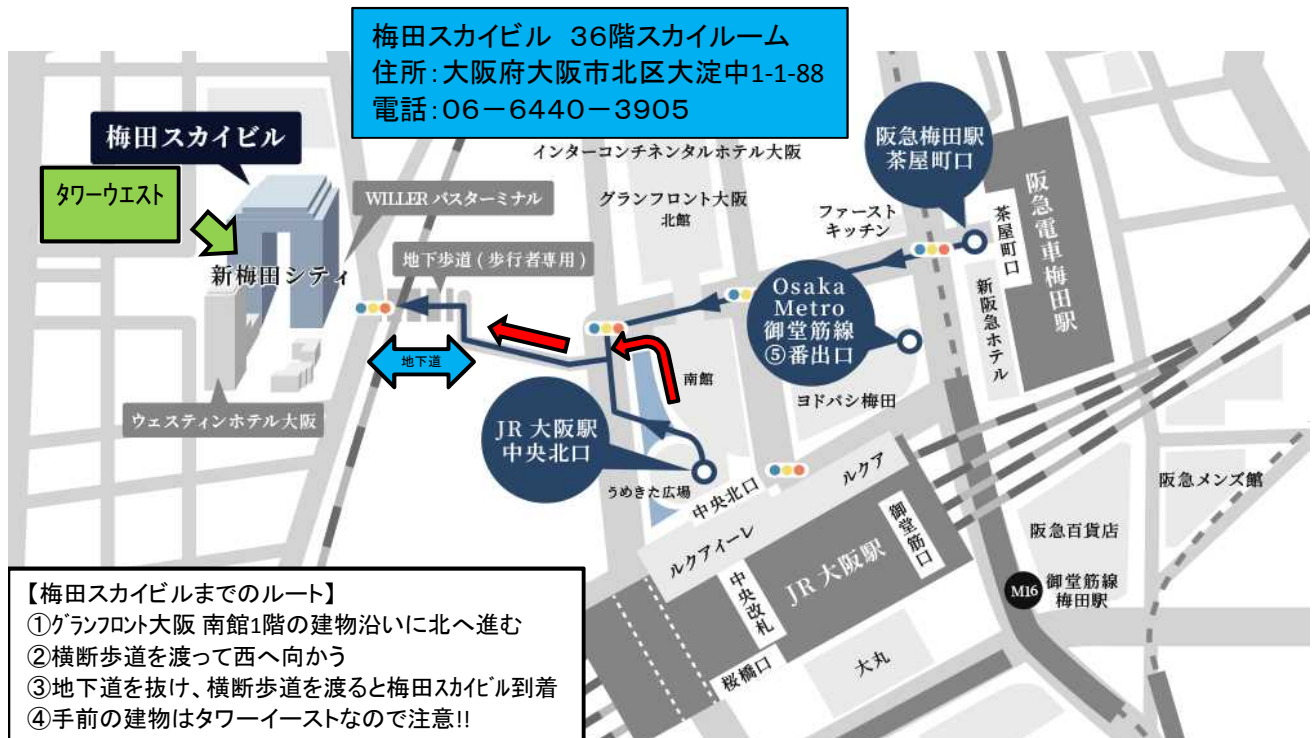 梅田スカイビル 36階スカイルーム
住所：大阪府大阪市北区大淀中1-1-88
電話：06－6440－3905
梅田スカイビル
タワーウエスト
新梅田シティ
WILLER バスターミナル
地下歩道 ( 歩行者専用 )
地下道
ウェスティンホテル大阪
インターコンチネンタルホテル大阪
グランフロント大阪
北館
南館
ファースト
キッチン
阪急梅田駅
茶屋町口
茶屋町口
阪急電車梅田駅
新阪急ホテル
Osaka
Metro
御堂筋線
⑤番出口
ヨドバシ梅田
JR 大阪駅
中央北口
うめきた広場
中央北口
ルクア
ルクアイーレ
JR 大阪駅
御堂筋口
中央改札
桜橋口
大丸
阪急メンズ館
阪急百貨店
M16
御堂筋線
梅田駅
【梅田スカイビルまでのルート】
①グランフロント大阪 南館1階の建物沿いに北へ進む
②横断歩道を渡って西へ向かう
③地下道を抜け、横断歩道を渡ると梅田スカイビル到着
④手前の建物はタワーイーストなので注意!!